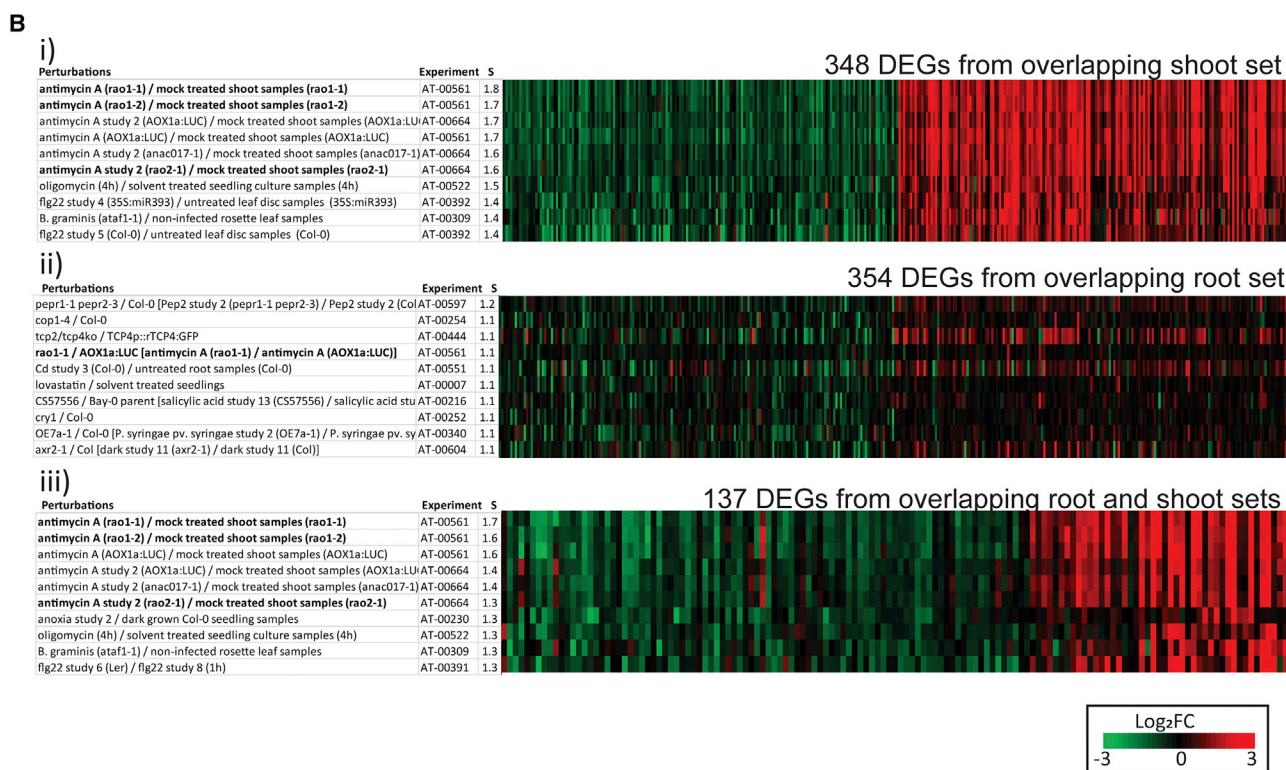 B
i)
348 DEGs from overlapping shoot set
Perturbations Experiment S
antimycin A (rao1-1) / mock treated shoot samples (rao1-1) AT-00561 1.8
antimycin A (rao1-2) / mock treated shoot samples (rao1-2) AT-00561 1.7
antimycin A study 2 (AOX1a:LUC) / mock treated shoot samples (AOX1a:LU AT-00664 1.7
antimycin A (AOX1a:LUC) / mock treated shoot samples (AOX1a:LUC) AT-00561 1.7
antimycin A study 2 (anac017-1) / mock treated shoot samples (anac017-1) AT-00664 1.6
antimycin A study 2 (rao2-1) / mock treated shoot samples (rao2-1) AT-00664 1.6
oligomycin (4h) / solvent treated seedling culture samples (4h) AT-00522 1.5
flg22 study 4 (35S:miR393) / untreated leaf disc samples (35S:miR393) AT-00392 1.4
B. graminis (ataf1-1) / non-infected rosette leaf samples AT-00309 1.4
flg22 study 5 (Col-0) / untreated leaf disc samples (Col-0) AT-00392 1.4
ii)
354 DEGs from overlapping root set
Perturbations Experiment S
pepr1-1 pepr2-3 / Col-0 [Pep2 study 2 (pepr1-1 pepr2-3) / Pep2 study 2 (Col AT-00597 1.2
cop1-4 / Col-0 AT-00254 1.1
tcp2/tcp4ko / TCP4p::rTCP4:GFP AT-00444 1.1
rao1-1 / AOX1a:LUC [antimycin A (rao1-1) / antimycin A (AOX1a:LUC)] AT-00561 1.1
Cd study 3 (Col-0) / untreated root samples (Col-0) AT-00551 1.1
lovastatin / solvent treated seedlings AT-00007 1.1
CS57556 / Bay-0 parent [salicylic acid study 13 (CS57556) / salicylic acid stu AT-00216 1.1
cry1 / Col-0 AT-00252 1.1
OE7a-1 / Col-0 [P. syringae pv. syringae study 2 (OE7a-1) / P. syringae pv. sy AT-00340 1.1
axr2-1 / Col [dark study 11 (axr2-1) / dark study 11 (Col)] AT-00604 1.1
iii)
137 DEGs from overlapping root and shoot sets
Perturbations Experiment S
antimycin A (rao1-1) / mock treated shoot samples (rao1-1) AT-00561 1.7
antimycin A (rao1-2) / mock treated shoot samples (rao1-2) AT-00561 1.6
antimycin A (AOX1a:LUC) / mock treated shoot samples (AOX1a:LUC) AT-00561 1.6
antimycin A study 2 (AOX1a:LUC) / mock treated shoot samples (AOX1a:LU AT-00664 1.4
antimycin A study 2 (anac017-1) / mock treated shoot samples (anac017-1) AT-00664 1.4
antimycin A study 2 (rao2-1) / mock treated shoot samples (rao2-1) AT-00664 1.3
anoxia study 2 / dark grown Col-0 seedling samples AT-00230 1.3
oligomycin (4h) / solvent treated seedling culture samples (4h) AT-00522 1.3
B. graminis (ataf1-1) / non-infected rosette leaf samples AT-00309 1.3
flg22 study 6 (Ler) / flg22 study 8 (1h) AT-00391 1.3
Log₂FC
-3 0 3